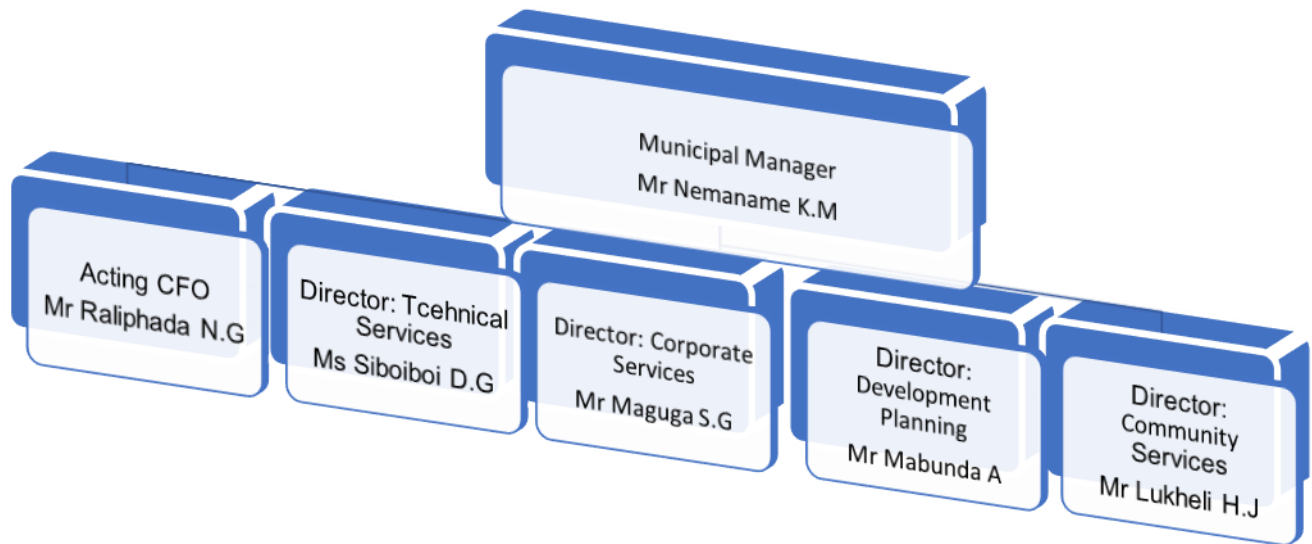 Municipal Manager
Mr Nemaname K.M
Acting CFO
Mr Raliphada N.G
Director: Tcehnical
Services
Ms Siboiboi D.G
Director: Corporate
Services
Mr Maguga S.G
Director:
Development
Planning
Mr Mabunda A
Director:
Community
Services
Mr Lukheli H.J